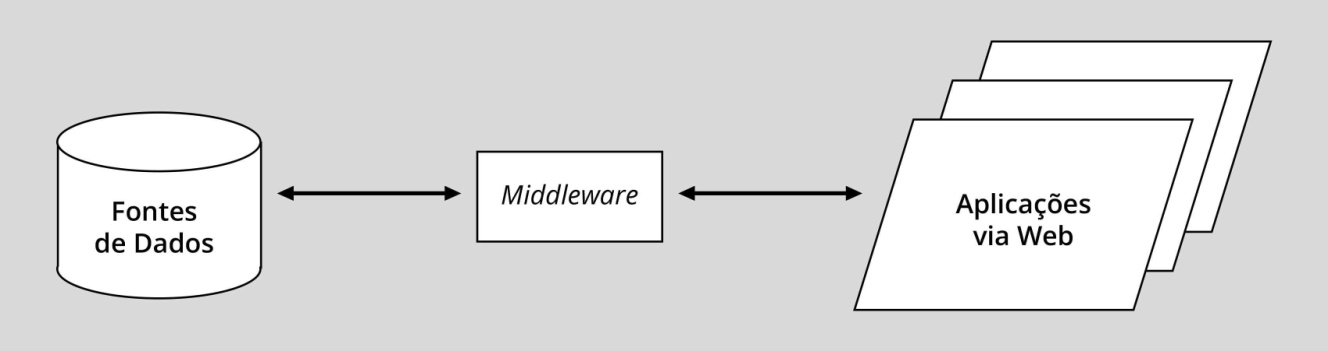 Fontes
de Dados
Middleware
Aplicações
via Web